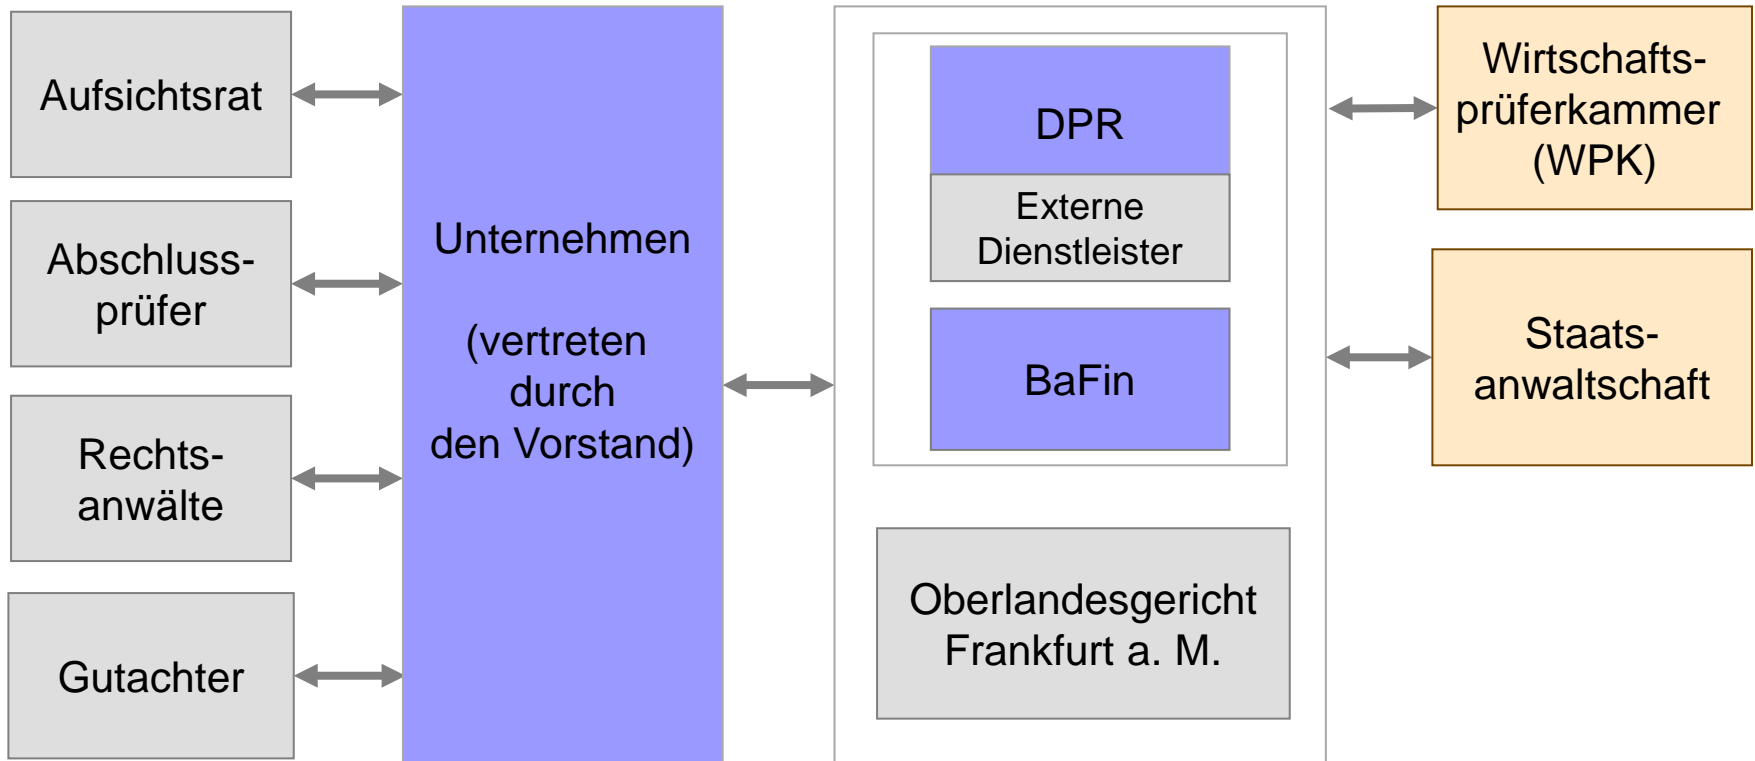 Aufsichtsrat
Abschluss-
prüfer
Rechts-
anwälte
Gutachter
Unternehmen
(vertreten
durch
den Vorstand)
DPR
Externe
Dienstleister
BaFin
Oberlandesgericht
Frankfurt a. M.
Wirtschafts-
prüferkammer
(WPK)
Staats-
anwaltschaft